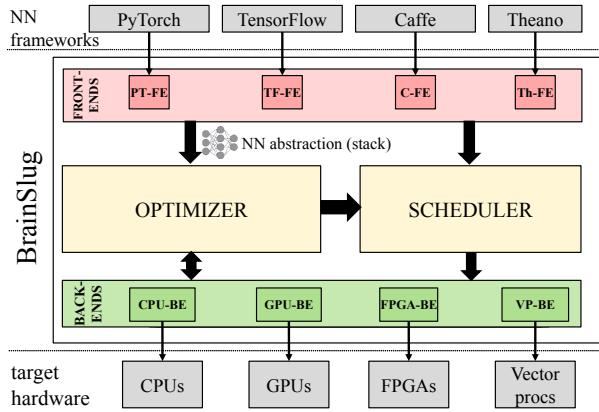 NN
frameworks
PyTorch
TensorFlow
Caffe
Theano
BrainSlug
FRONT-
ENDS
PT-FE
TF-FE
C-FE
Th-FE
NN abstraction (stack)
OPTIMIZER
SCHEDULER
BACK-
ENDS
CPU-BE
GPU-BE
FPGA-BE
VP-BE
target
hardware
CPUs
GPUs
FPGAs
Vector
procs